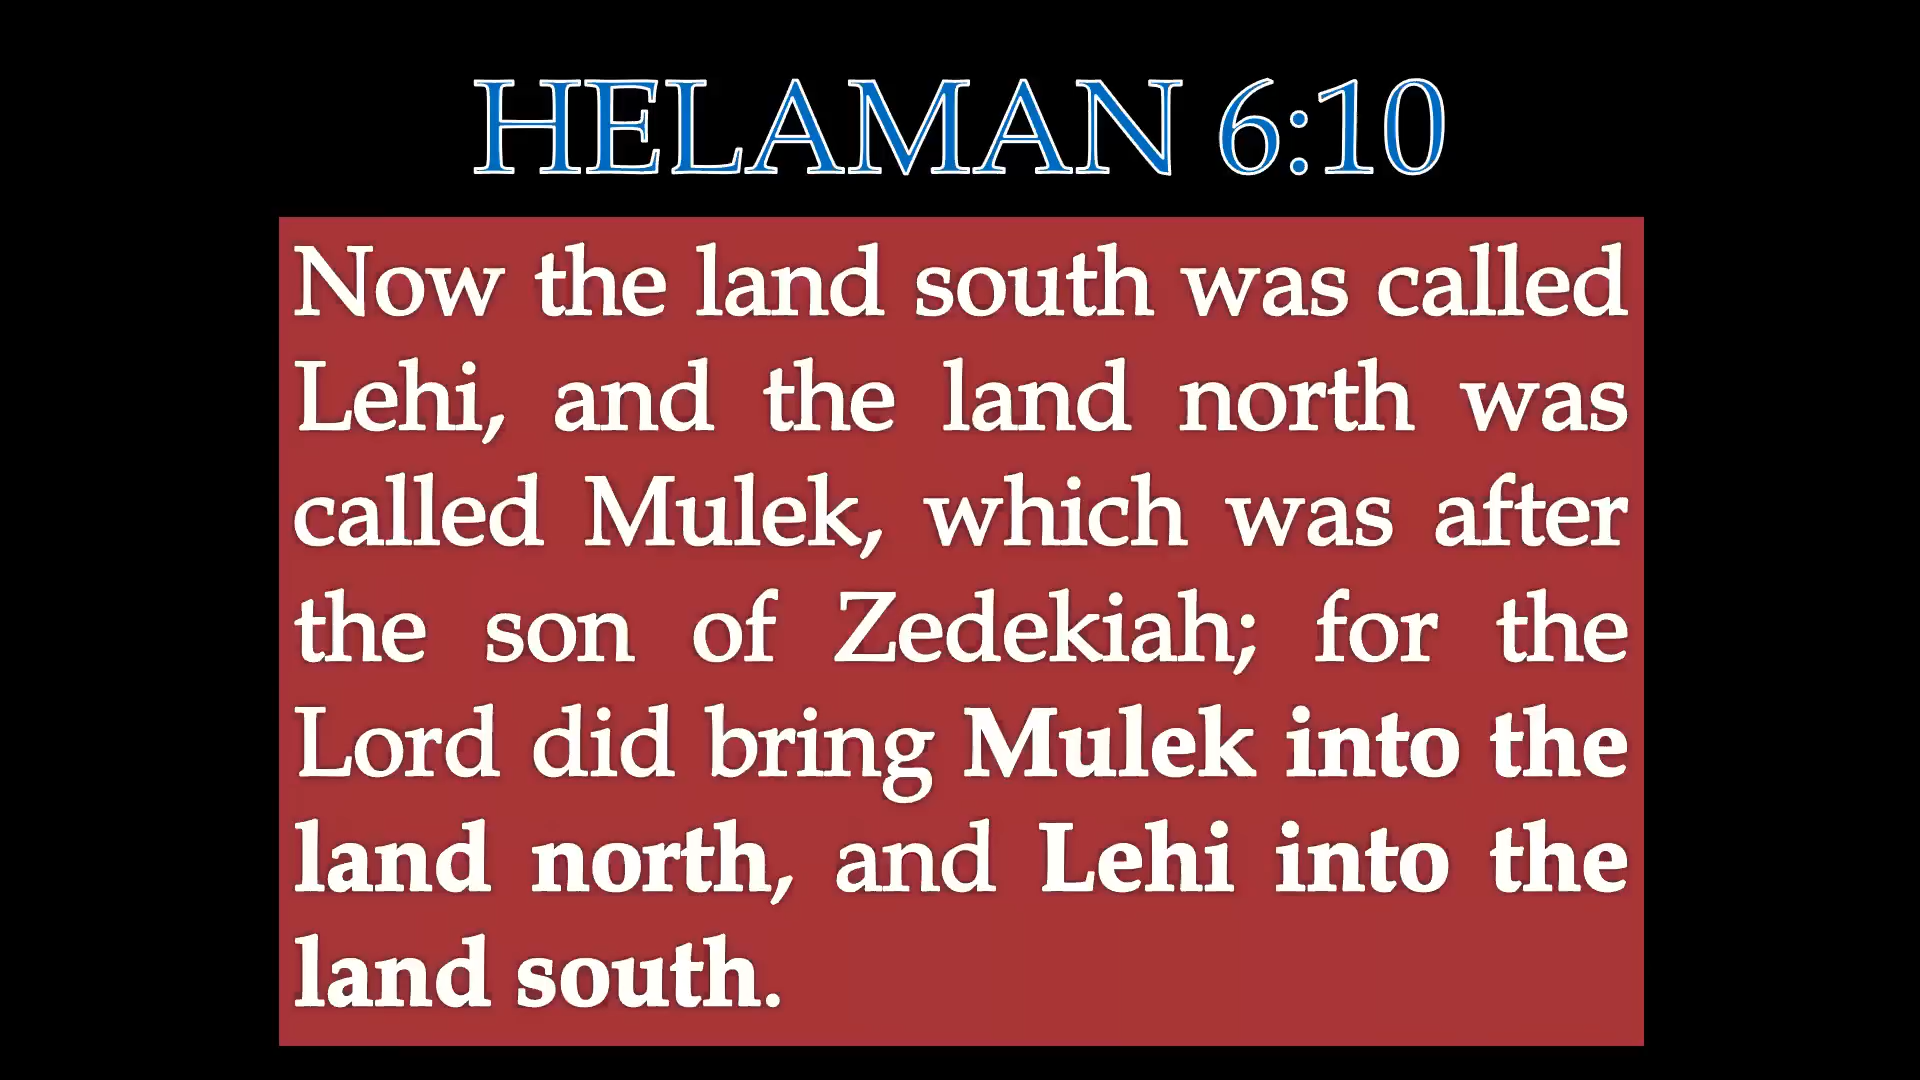 HELAMAN 6:10
Now the land south was called
Lehi, and the land north was
called Mulek, which was after
the son of Zedekiah; for the
Lord did bring Mulek into the
land north, and Lehi into the
land south.